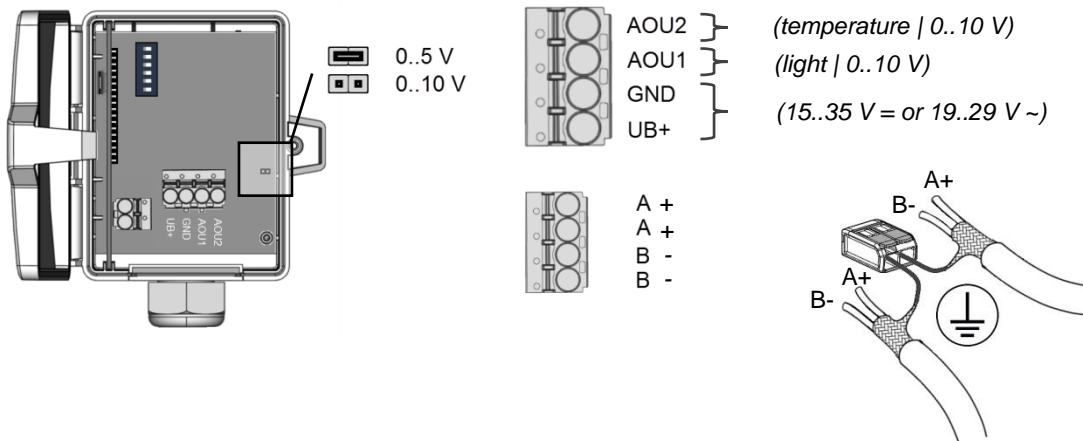 0..5 V
0..10 V
UB+
GND
AOU1
AOU2
AOU2 (temperature | 0..10 V)
AOU1 (light | 0..10 V)
GND
UB+
(15..35 V = or 19..29 V ~)
A +
A +
B -
B -
A+
B-
A+
B-